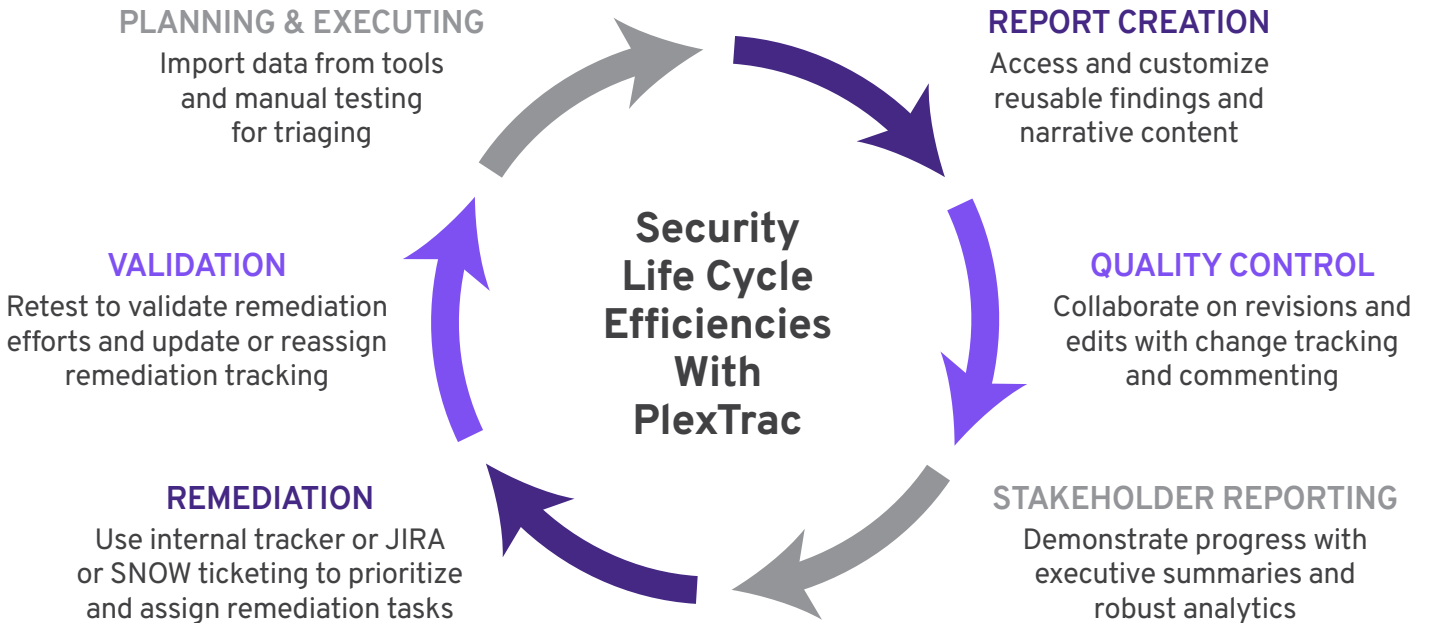 PLANNING & EXECUTING
Import data from tools
and manual testing
for triaging
REPORT CREATION
Access and customize
reusable findings and
narrative content
VALIDATION
Retest to validate remediation
efforts and update or reassign
remediation tracking
Security
Life Cycle
Efficiencies
With
PlexTrac
QUALITY CONTROL
Collaborate on revisions and
edits with change tracking
and commenting
REMEDIATION
Use internal tracker or JIRA
or SNOW ticketing to prioritize
and assign remediation tasks
STAKEHOLDER REPORTING
Demonstrate progress with
executive summaries and
robust analytics